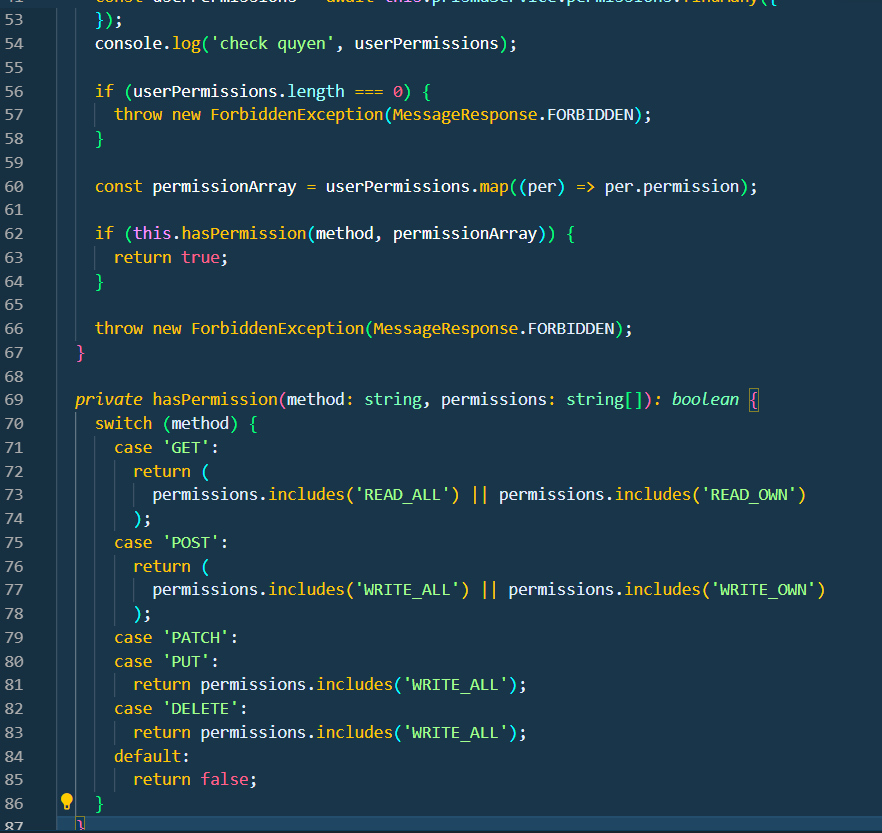 53 });
54 console.log('check quyen', userPermissions);
55
56 if (userPermissions.length === 0) {
57 throw new ForbiddenException(MessageResponse.FORBIDDEN);
58 }
59
60 const permissionArray = userPermissions.map((per) => per.permission);
61
62 if (this.hasPermission(method, permissionArray)) {
63 return true;
64 }
65
66 throw new ForbiddenException(MessageResponse.FORBIDDEN);
67 }
68
69 private hasPermission(method: string, permissions: string[]): boolean {
70 switch (method) {
71 case 'GET':
72 return (
73 permissions.includes('READ_ALL') || permissions.includes('READ_OWN')
74 );
75 case 'POST':
76 return (
77 permissions.includes('WRITE_ALL') || permissions.includes('WRITE_OWN')
78 );
79 case 'PATCH':
80 case 'PUT':
81 return permissions.includes('WRITE_ALL');
82 case 'DELETE':
83 return permissions.includes('WRITE_ALL');
84 default:
85 return false;
86 }
87 }